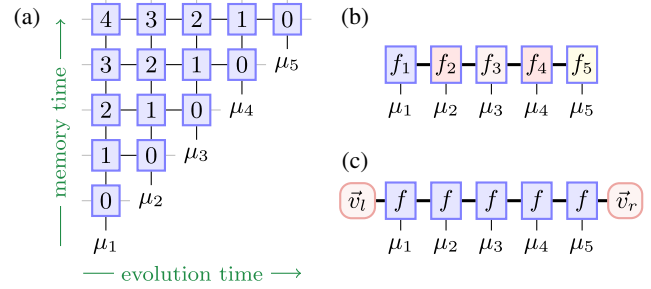 (a)
4 3 2 1 0
μ₅
3 2 1 0
μ₄
2 1 0
μ₃
1 0
μ₂
0
μ₁
memory time
evolution time
(b)
f₁ f₂ f₃ f₄ f₅
μ₁ μ₂ μ₃ μ₄ μ₅
(c)
v⃗ₗ f f f f f v⃗ᵣ
μ₁ μ₂ μ₃ μ₄ μ₅